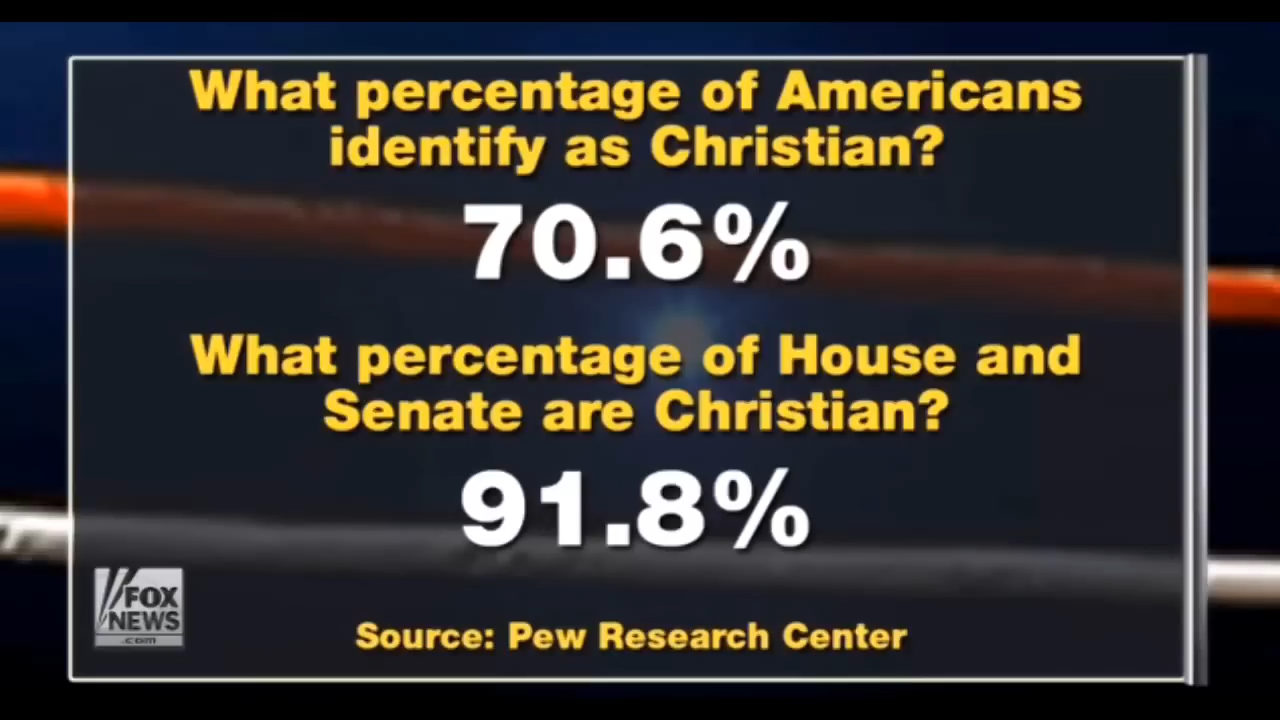 What percentage of Americans
identify as Christian?
70.6%
What percentage of House and
Senate are Christian?
91.8%
FOX
NEWS
.com
Source: Pew Research Center